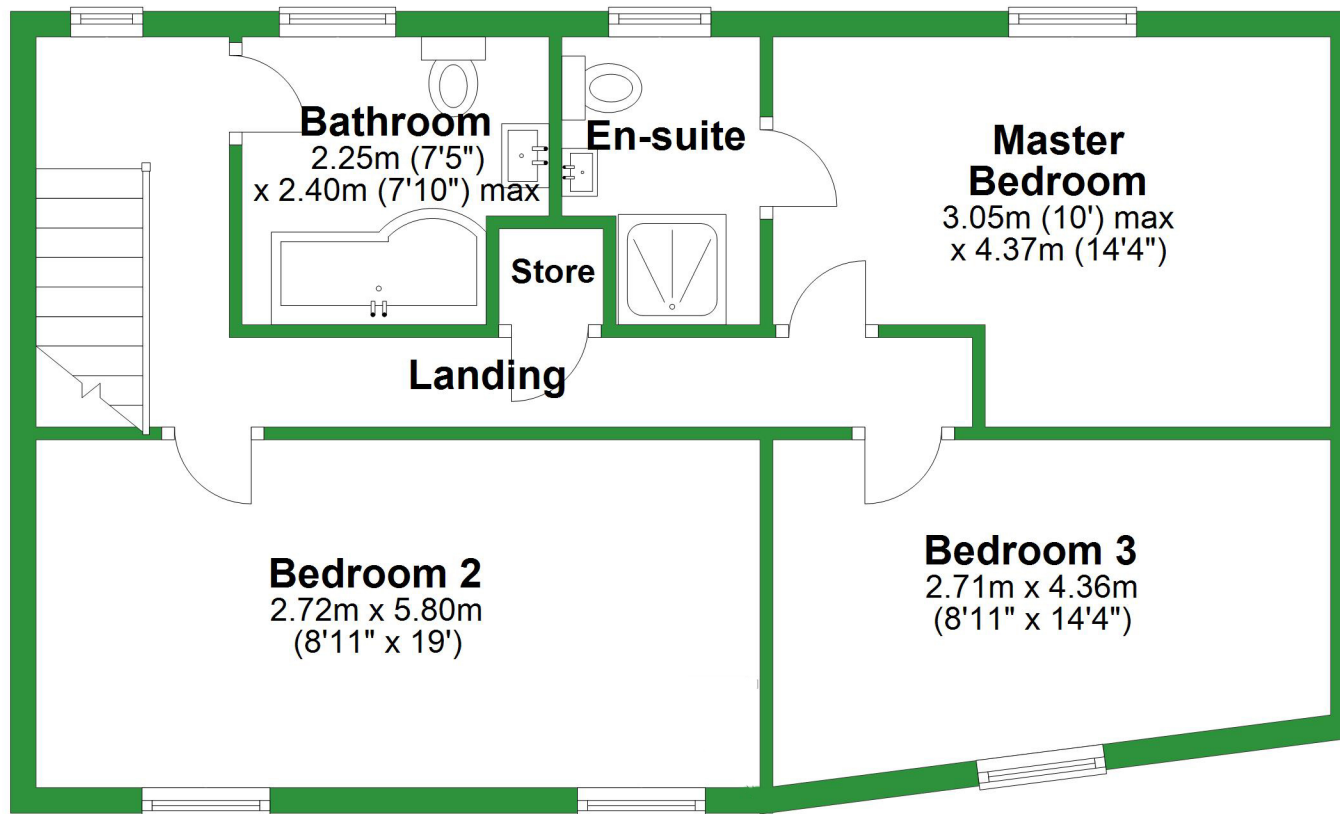 Bathroom
2.25m (7'5")
x 2.40m (7'10") max
En-suite
Master
Bedroom
3.05m (10') max
x 4.37m (14'4")
Store
Landing
Bedroom 2
2.72m x 5.80m
(8'11" x 19')
Bedroom 3
2.71m x 4.36m
(8'11" x 14'4")